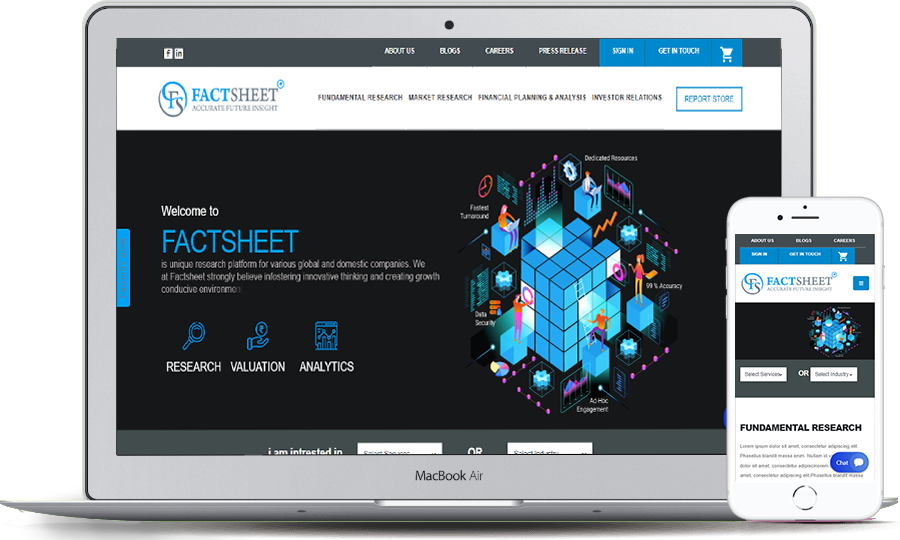 ABOUT US BLOGS CAREERS PRESS RELEASE SIGN IN GET IN TOUCH
FACTSHEET
ACCURATE FUTURE INSIGHT
FUNDAMENTAL RESEARCH MARKET RESEARCH FINANCIAL PLANNING & ANALYSIS INVESTOR RELATIONS REPORT STORE
Welcome to
FACTSHEET
is unique research platform for various global and domestic companies. We
at Factsheet strongly believe infostering innovative thinking and creating growth
conducive environmen
RESEARCH VALUATION ANALYTICS
Dedicated Resources
Fastest
Turnaround
99 % Accuracy
Data
Security
Ad-Hoc
Engagement
i am intrested in Select Services OR Select Industry
MacBook Air
ABOUT US BLOGS CAREERS
SIGN IN GET IN TOUCH
FACTSHEET
ACCURATE FUTURE INSIGHT
Select Services OR Select Industry
FUNDAMENTAL RESEARCH
Lorem ipsum dolor sit amet, consectetur adipiscing elit.
Phasellus blandit massa enim. Nullam id
dolor sit amet, consectetur adipiscing
amet, consectetur adipiscing elit.Phasellus blandit massa
Chat